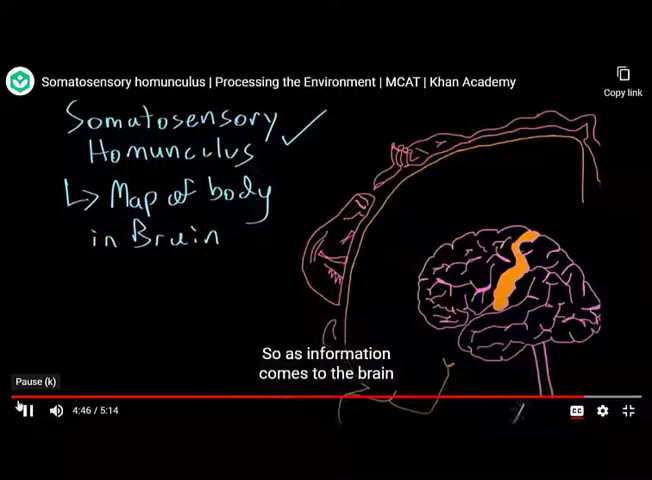 Somatosensory homunculus | Processing the Environment | MCAT | Khan Academy
Copy link
Somatosensory
Homunculus
Map of body
in Brain
So as information
comes to the brain
Pause (k)
4:46 / 5:14
CC